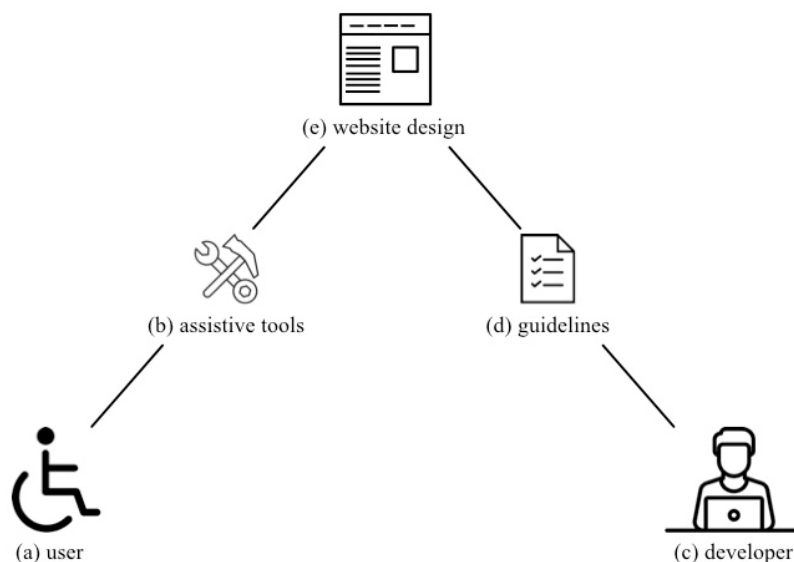 (e) website design
(b) assistive tools
(d) guidelines
(a) user
(c) developer